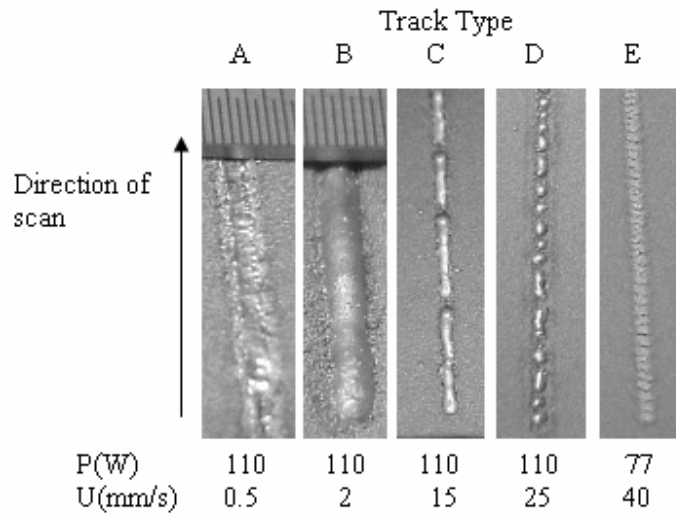 Track Type
A B C D E
Direction of
scan
P(W) 110 110 110 110 77
U(mm/s) 0.5 2 15 25 40